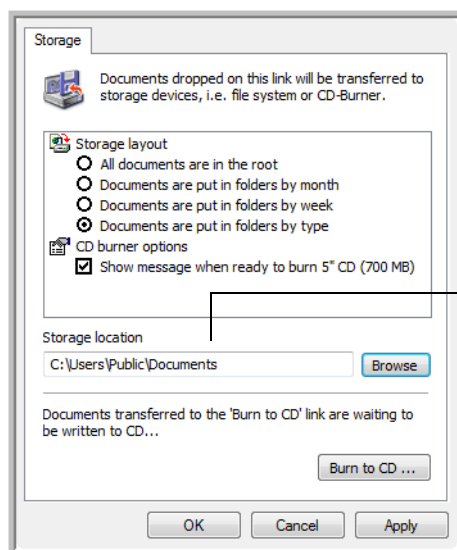 Storage
Documents dropped on this link will be transferred to
storage devices, i.e. file system or CD-Burner.
Storage layout
All documents are in the root
Documents are put in folders by month
Documents are put in folders by week
Documents are put in folders by type
CD burner options
Show message when ready to burn 5" CD (700 MB)
Storage location
C:\Users\Public\Documents
Browse
Documents transferred to the 'Burn to CD' link are waiting to
be written to CD...
Burn to CD ...
OK
Cancel
Apply